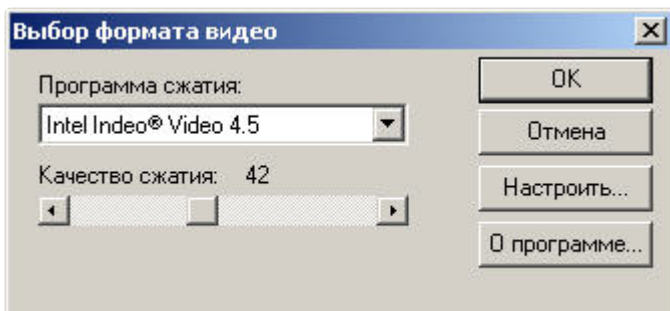 Выбор формата видео
Программа сжатия:
Intel Indeo® Video 4.5
Качество сжатия: 42
OK
Отмена
Настроить...
О программе...